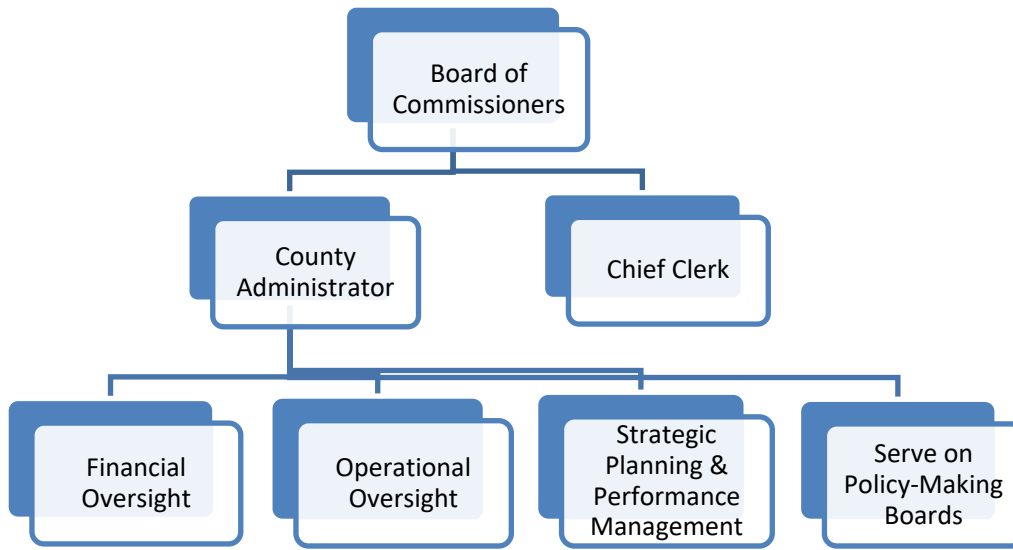 Board of
Commissioners
County
Administrator
Chief Clerk
Financial
Oversight
Operational
Oversight
Strategic
Planning &
Performance
Management
Serve on
Policy-Making
Boards